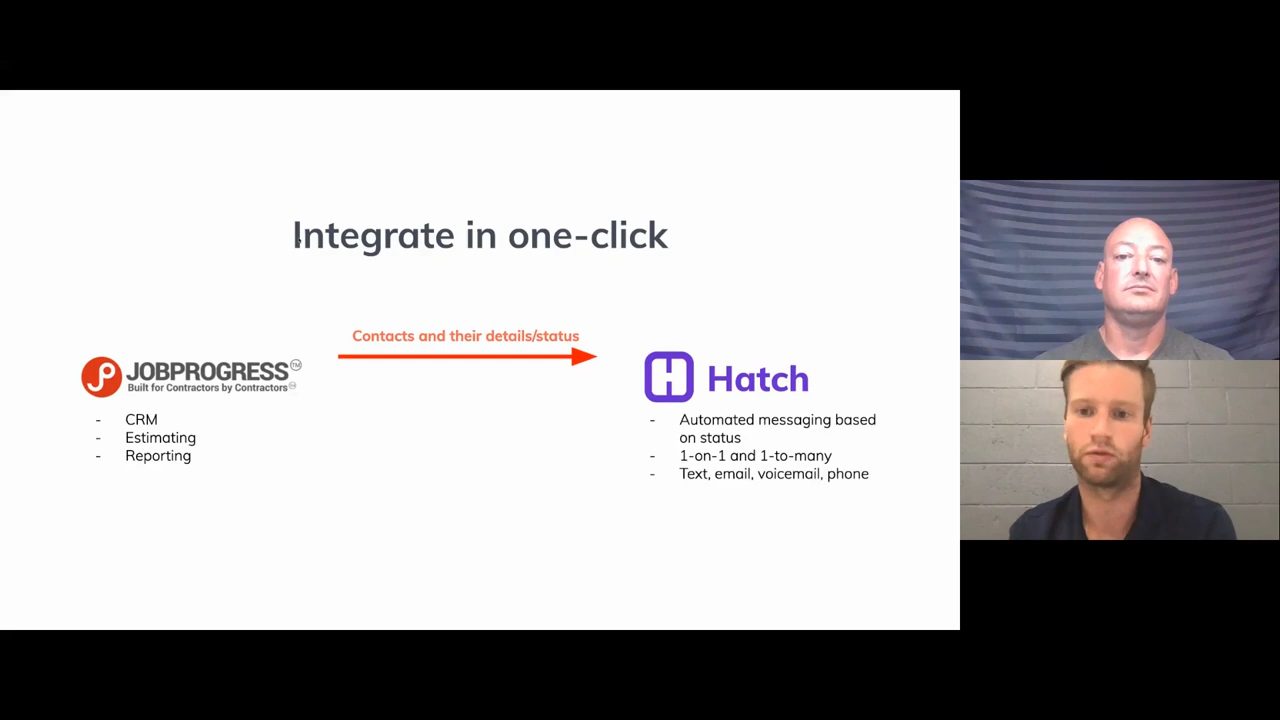 Integrate in one-click
Contacts and their details/status
JOBPROGRESS TM
Built for Contractors by Contractors
- CRM
- Estimating
- Reporting
Hatch
- Automated messaging based
on status
- 1-on-1 and 1-to-many
- Text, email, voicemail, phone